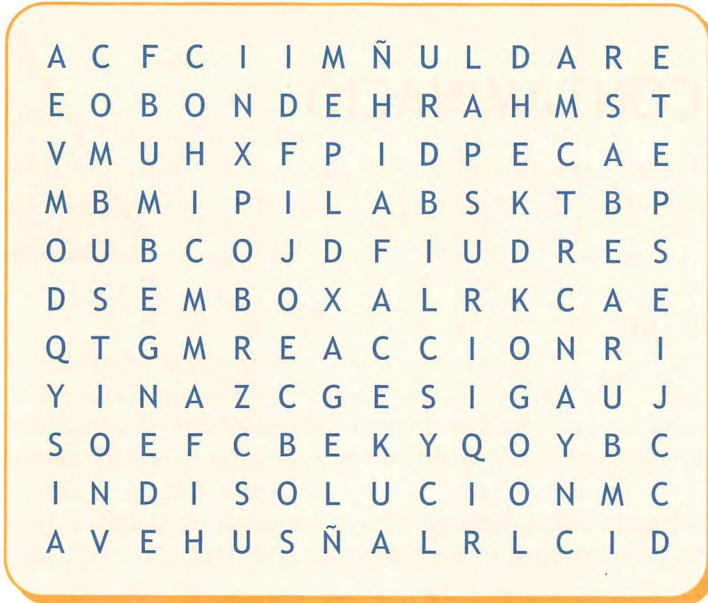 A C F C I I M Ñ U L D A R E
E O B O N D E H R A H M S T
V M U H X F P I D P E C A E
M B M I P I L A B S K T B P
O U B C O J D F I U D R E S
D S E M B O X A L R K C A E
Q T G M R E A C C I O N R I
Y I N A Z C G E S I G A U J
S O E F C B E K Y Q O Y B C
I N D I S O L U C I O N M C
A V E H U S Ñ A L R L C I D